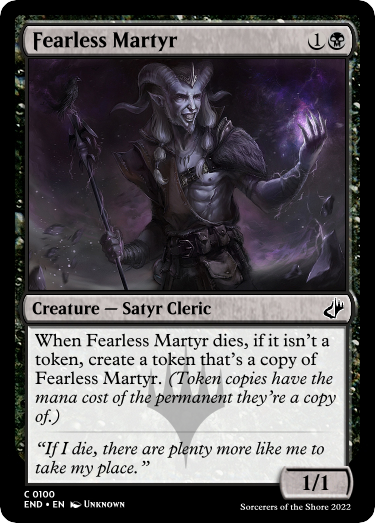 Fearless Martyr 1
Creature — Satyr Cleric
When Fearless Martyr dies, if it isn't a
token, create a token that's a copy of
Fearless Martyr. (Token copies have the
mana cost of the permanent they're a copy
of.)
"If I die, there are plenty more like me to
take my place."
1/1
C 0100
END • EN Unknown
Sorcerers of the Shore 2022